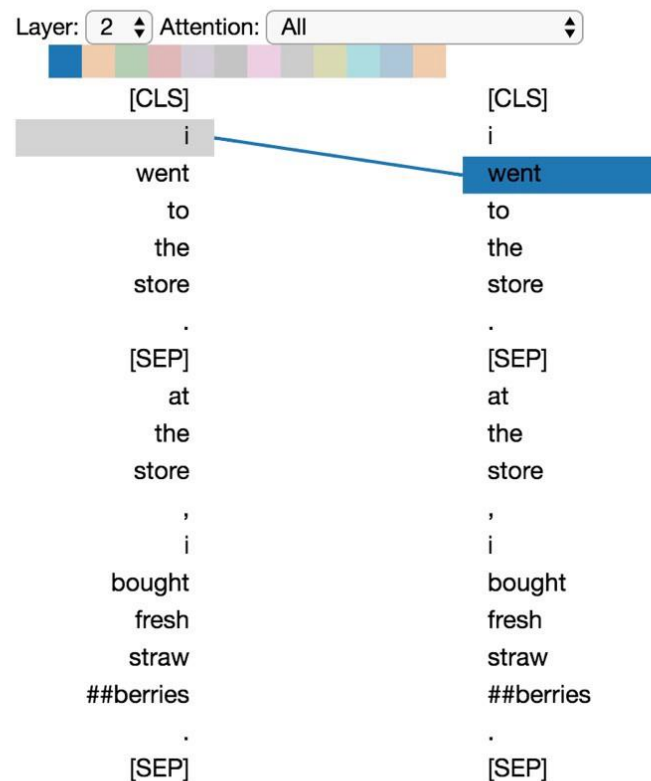 Layer: 2 Attention: All
[CLS] [CLS]
i i
went went
to to
the the
store store
. .
[SEP] [SEP]
at at
the the
store store
, ,
i i
bought bought
fresh fresh
straw straw
##berries ##berries
. .
[SEP] [SEP]